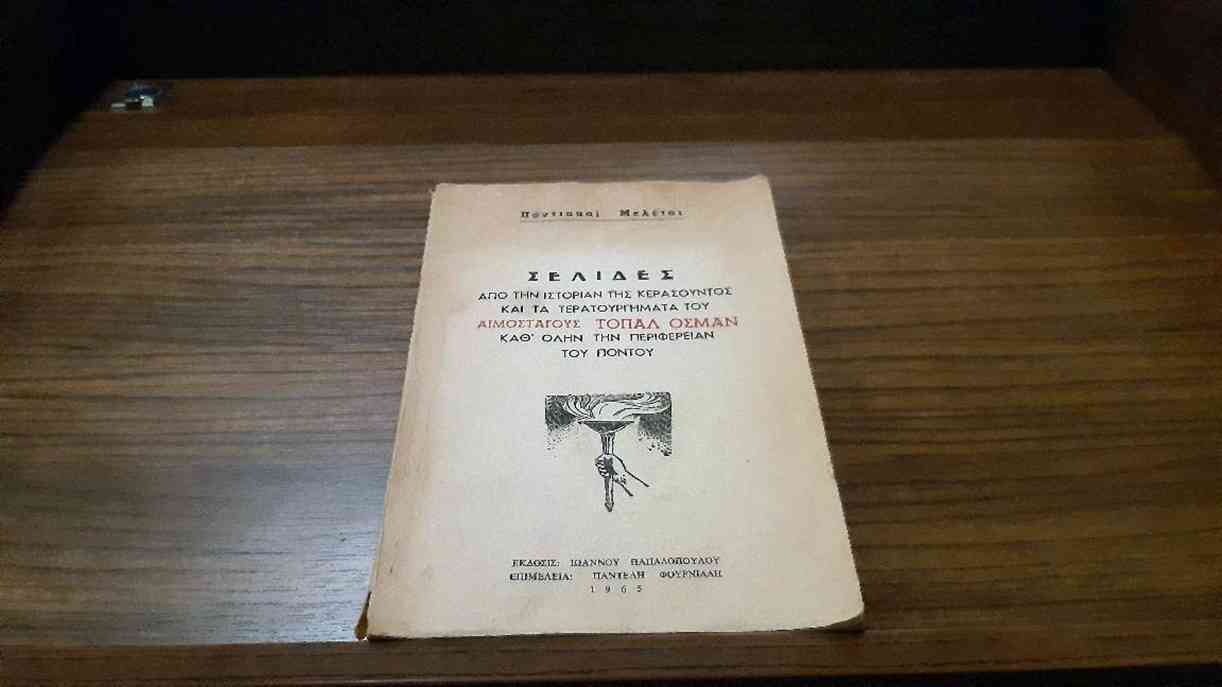 Ποντιακαί Μελέται
ΣΕΛΙΔΕΣ
ΑΠΟ ΤΗΝ ΙΣΤΟΡΙΑΝ ΤΗΣ ΚΕΡΑΣΟΥΝΤΟΣ
ΚΑΙ ΤΑ ΤΕΡΑΤΟΥΡΓΗΜΑΤΑ ΤΟΥ
ΑΙΜΟΣΤΑΓΟΥΣ ΤΟΠΑΛ ΟΣΜΑΝ
ΚΑΘ' ΟΛΗΝ ΤΗΝ ΠΕΡΙΦΕΡΕΙΑΝ
ΤΟΥ ΠΟΝΤΟΥ
ΕΚΔΟΣΙΣ: ΙΩΑΝΝΟΥ ΠΑΠΑΔΟΠΟΥΛΟΥ
ΕΠΙΜΕΛΕΙΑ: ΠΑΝΤΕΛΗ ΦΟΥΡΝΙΑΔΗ
1965